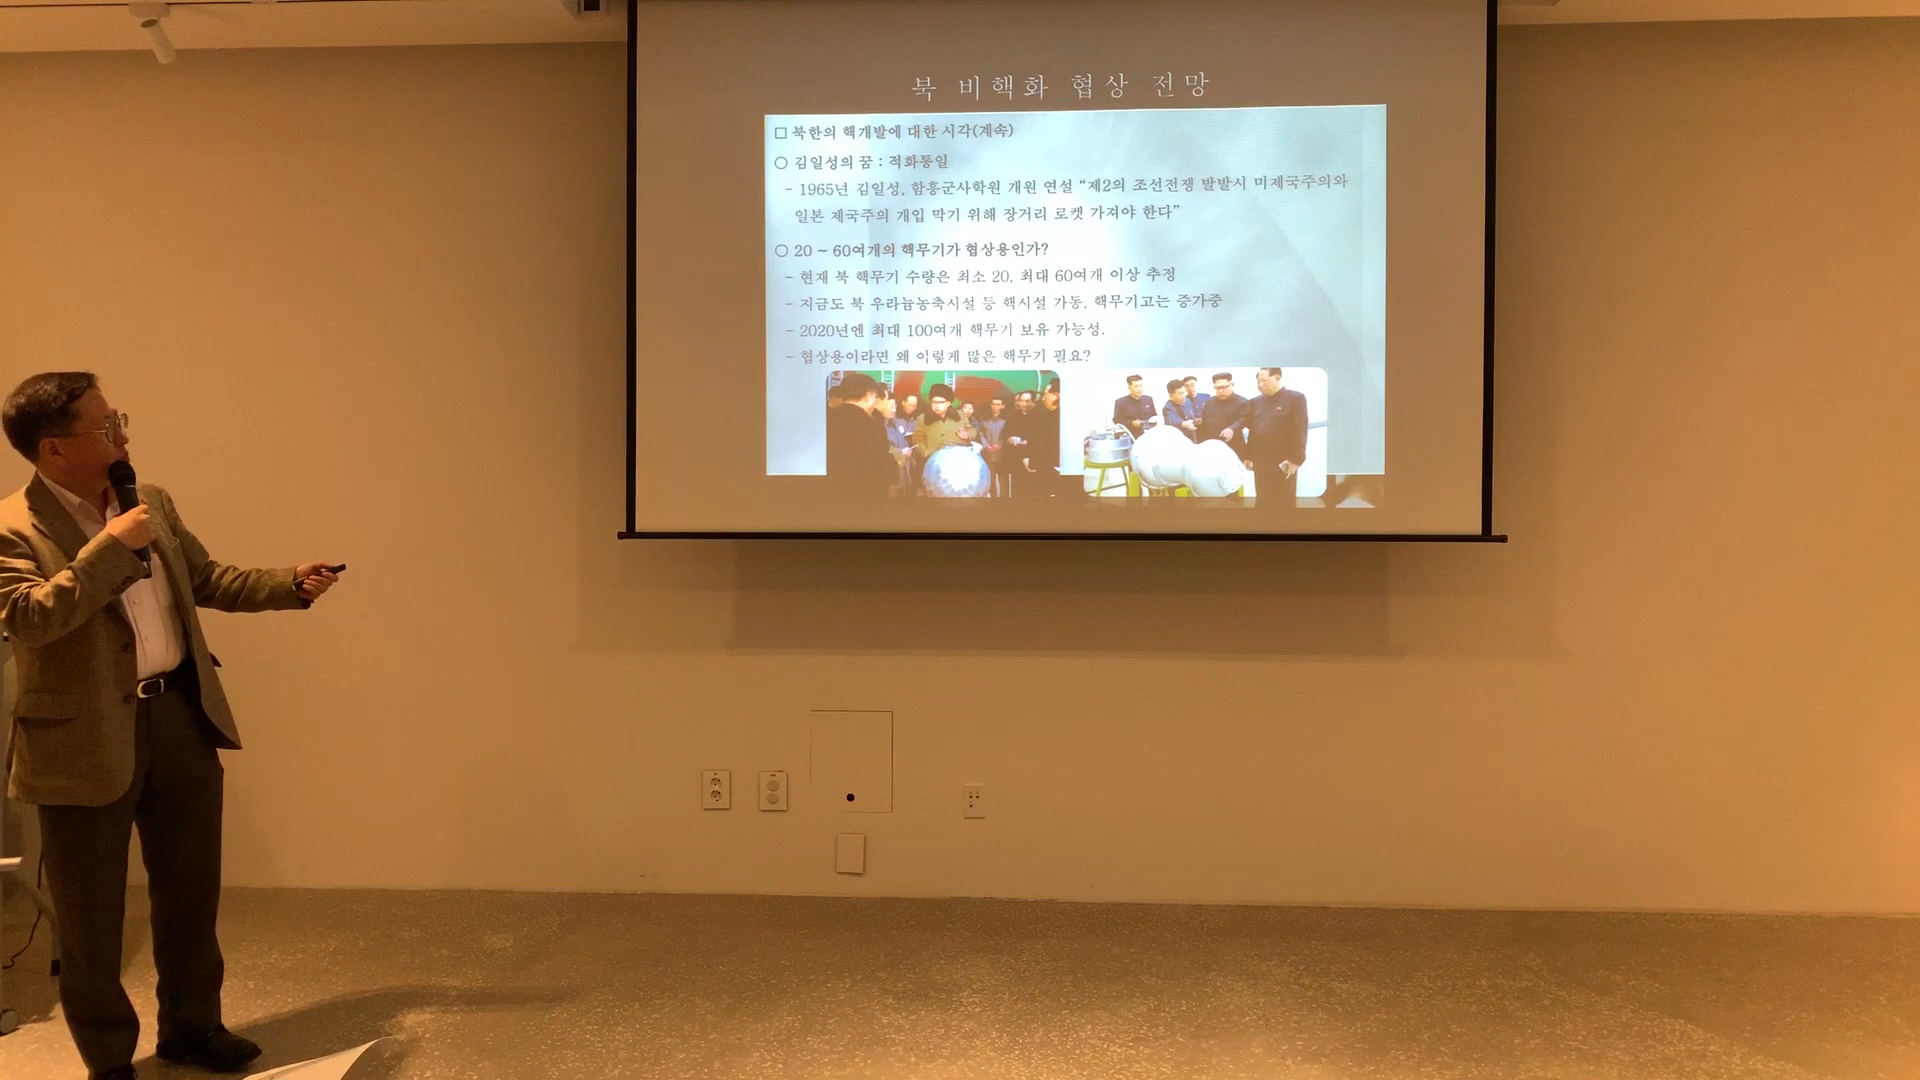 북 비핵화 협상 전망
□ 북한의 핵개발에 대한 시각(계속)
○ 김일성의 꿈 : 적화통일
- 1965년 김일성, 함흥군사학원 개원 연설 “제2의 조선전쟁 발발시 미제국주의와
일본 제국주의 개입 막기 위해 장거리 로켓 가져야 한다”
○ 20 ~ 60여개의 핵무기가 협상용인가?
- 현재 북 핵무기 수량은 최소 20, 최대 60여개 이상 추정
- 지금도 북 우라늄농축시설 등 핵시설 가동, 핵무기고는 증가중
- 2020년엔 최대 100여개 핵무기 보유 가능성.
- 협상용이라면 왜 이렇게 많은 핵무기 필요?